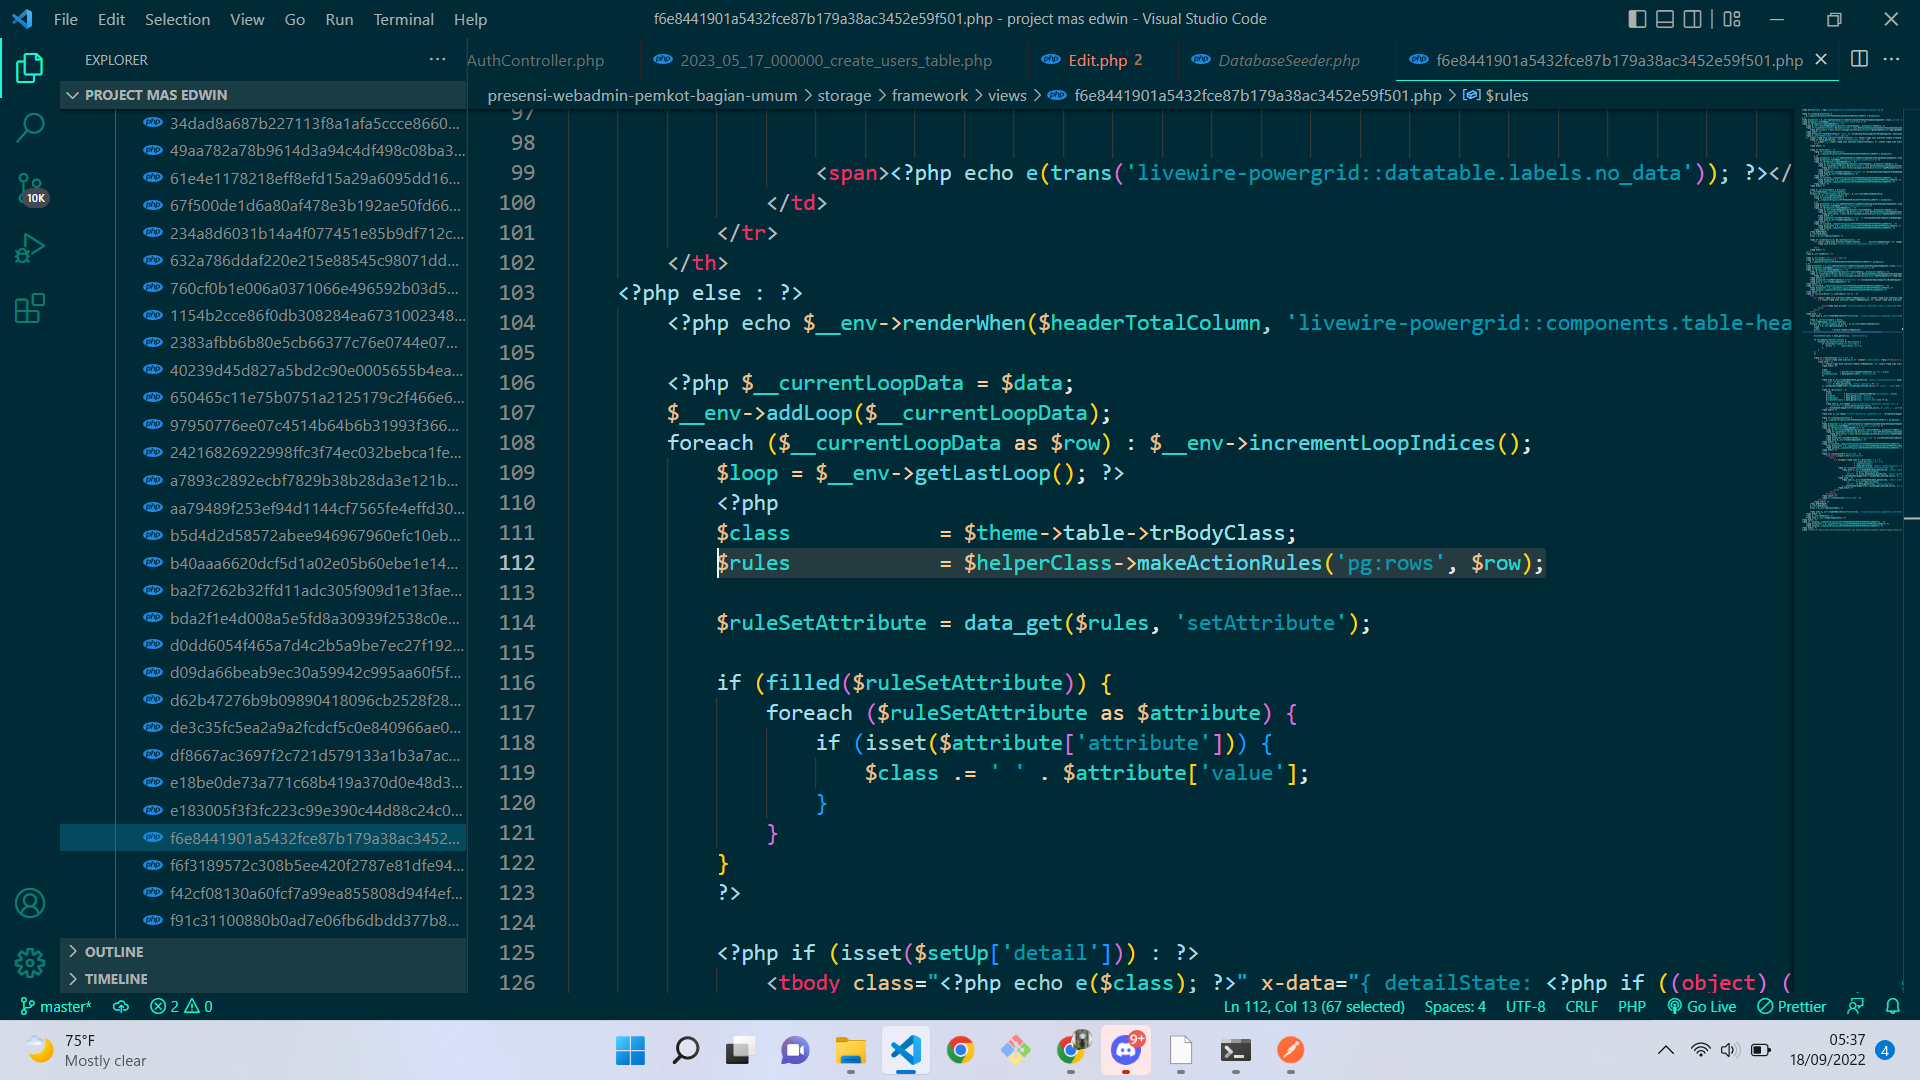 File Edit Selection View Go Run Terminal Help
f6e8441901a5432fce87b179a38ac3452e59f501.php - project mas edwin - Visual Studio Code
EXPLORER
AuthController.php
2023_05_17_000000_create_users_table.php
Edit.php 2
DatabaseSeeder.php
f6e8441901a5432fce87b179a38ac3452e59f501.php
PROJECT MAS EDWIN
presensi-webadmin-pemkot-bagian-umum > storage > framework > views > f6e8441901a5432fce87b179a38ac3452e59f501.php > $rules
34dad8a687b227113f8a1afa5ccce8660...
49aa782a78b9614d3a94c4df498c08ba3...
61e4e1178218eff8efd15a29a6095dd16...
67f500de1d6a80af478e3b192ae50fd66...
234a8d6031b14a4f077451e85b9df712c...
632a786ddaf220e215e88545c98071dd...
760cf0b1e006a0371066e496592b03d5...
1154b2cce86f0db308284ea6731002348...
2383afbb6b80e5cb66377c76e0744e07...
40239d45d827a5bd2c90e0005655b4ea...
650465c11e75b0751a2125179c2f466e6...
97950776ee07c4514b64b6b31993f366...
24216826922998ffc3f74ec032bebca1fe...
a7893c2892ecbf7829b38b28da3e121b...
aa79489f253ef94d1144cf7565fe4effd30...
b5d4d2d58572abee946967960efc10eb...
b40aaa6620dcf5d1a02e05b60ebe1e14...
ba2f7262b32ffd11adc305f909d1e13fae...
bda2f1e4d008a5e5fd8a30939f2538c0e...
d0dd6054f465a7d4c2b5a9be7ec27f192...
d09da66beab9ec30a59942c995aa60f5f...
d62b47276b9b09890418096cb2528f28...
de3c35fc5ea2a9a2fcdcf5c0e840966ae0...
df8667ac3697f2c721d579133a1b3a7ac...
e18be0de73a771c68b419a370d0e48d3...
e183005f3f3fc223c99e390c44d88c24c0...
f6e8441901a5432fce87b179a38ac3452...
f6f3189572c308b5ee420f2787e81dfe94...
f42cf08130a60fcf7a99ea855808d94f4ef...
f91c31100880b0ad7e06fb6dbdd377b8...
OUTLINE
TIMELINE
10K
97
98
99 <span><?php echo e(trans('livewire-powergrid::datatable.labels.no_data')); ?></
100 </td>
101 </tr>
102 </th>
103 <?php else : ?>
104 <?php echo $__env->renderWhen($headerTotalColumn, 'livewire-powergrid::components.table-hea
105
106 <?php $__currentLoopData = $data;
107 $__env->addLoop($__currentLoopData);
108 foreach ($__currentLoopData as $row) : $__env->incrementLoopIndices();
109 $loop = $__env->getLastLoop(); ?>
110 <?php
111 $class = $theme->table->trBodyClass;
112 $rules = $helperClass->makeActionRules('pg:rows', $row);
113
114 $ruleSetAttribute = data_get($rules, 'setAttribute');
115
116 if (filled($ruleSetAttribute)) {
117 foreach ($ruleSetAttribute as $attribute) {
118 if (isset($attribute['attribute'])) {
119 $class .= ' ' . $attribute['value'];
120 }
121 }
122 }
123 ?>
124
125 <?php if (isset($setUp['detail'])) : ?>
126 <tbody class="<?php echo e($class); ?>" x-data="{ detailState: <?php if ((object) (
master* 2 0
Ln 112, Col 13 (67 selected) Spaces: 4 UTF-8 CRLF PHP Go Live Prettier
75°F
Mostly clear
9+
05:37
18/09/2022
4